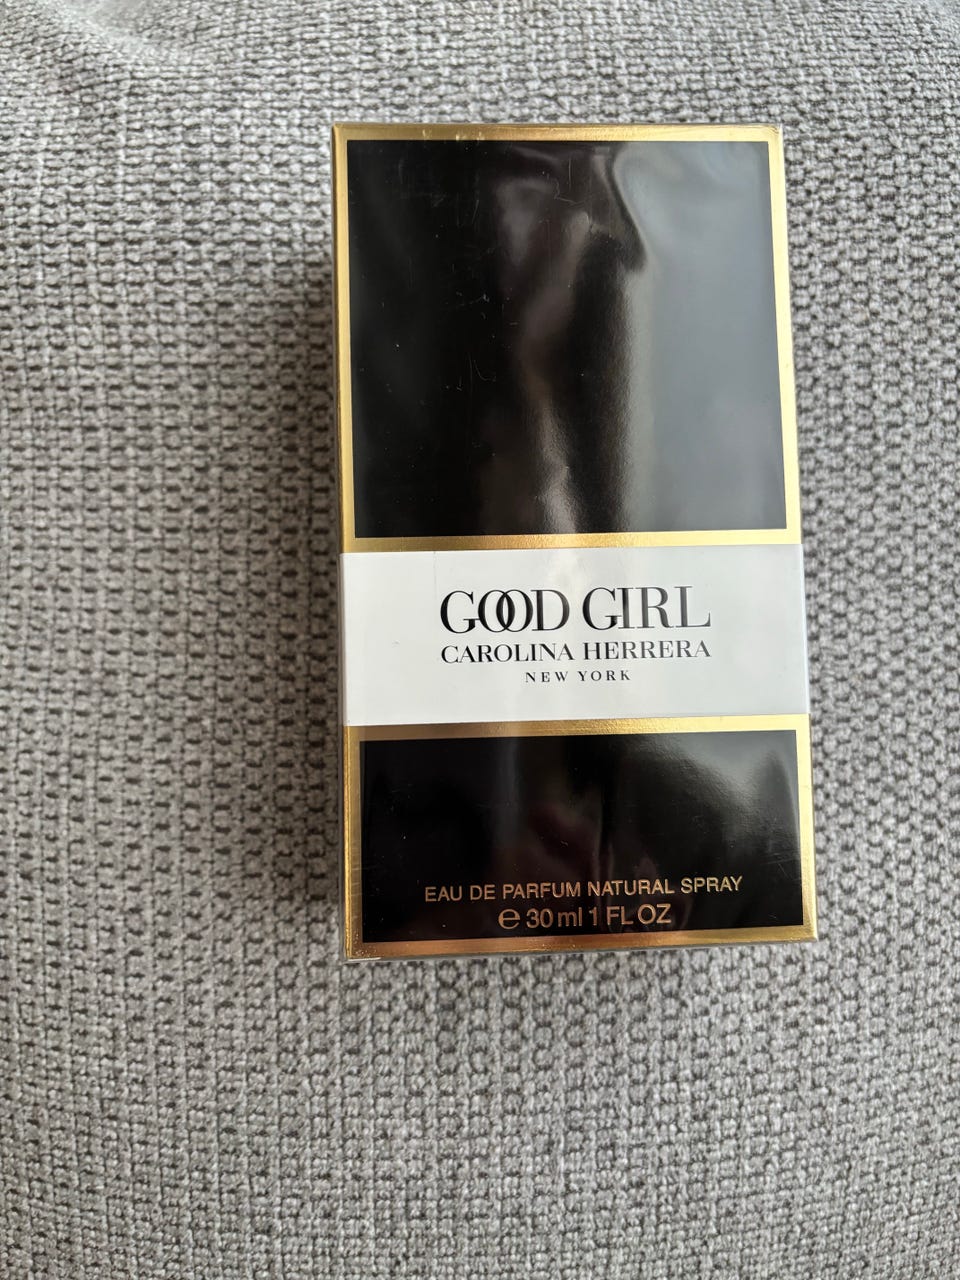 GOOD GIRL
CAROLINA HERRERA
NEW YORK
EAU DE PARFUM NATURAL SPRAY
℮ 30 ml 1 FL OZ